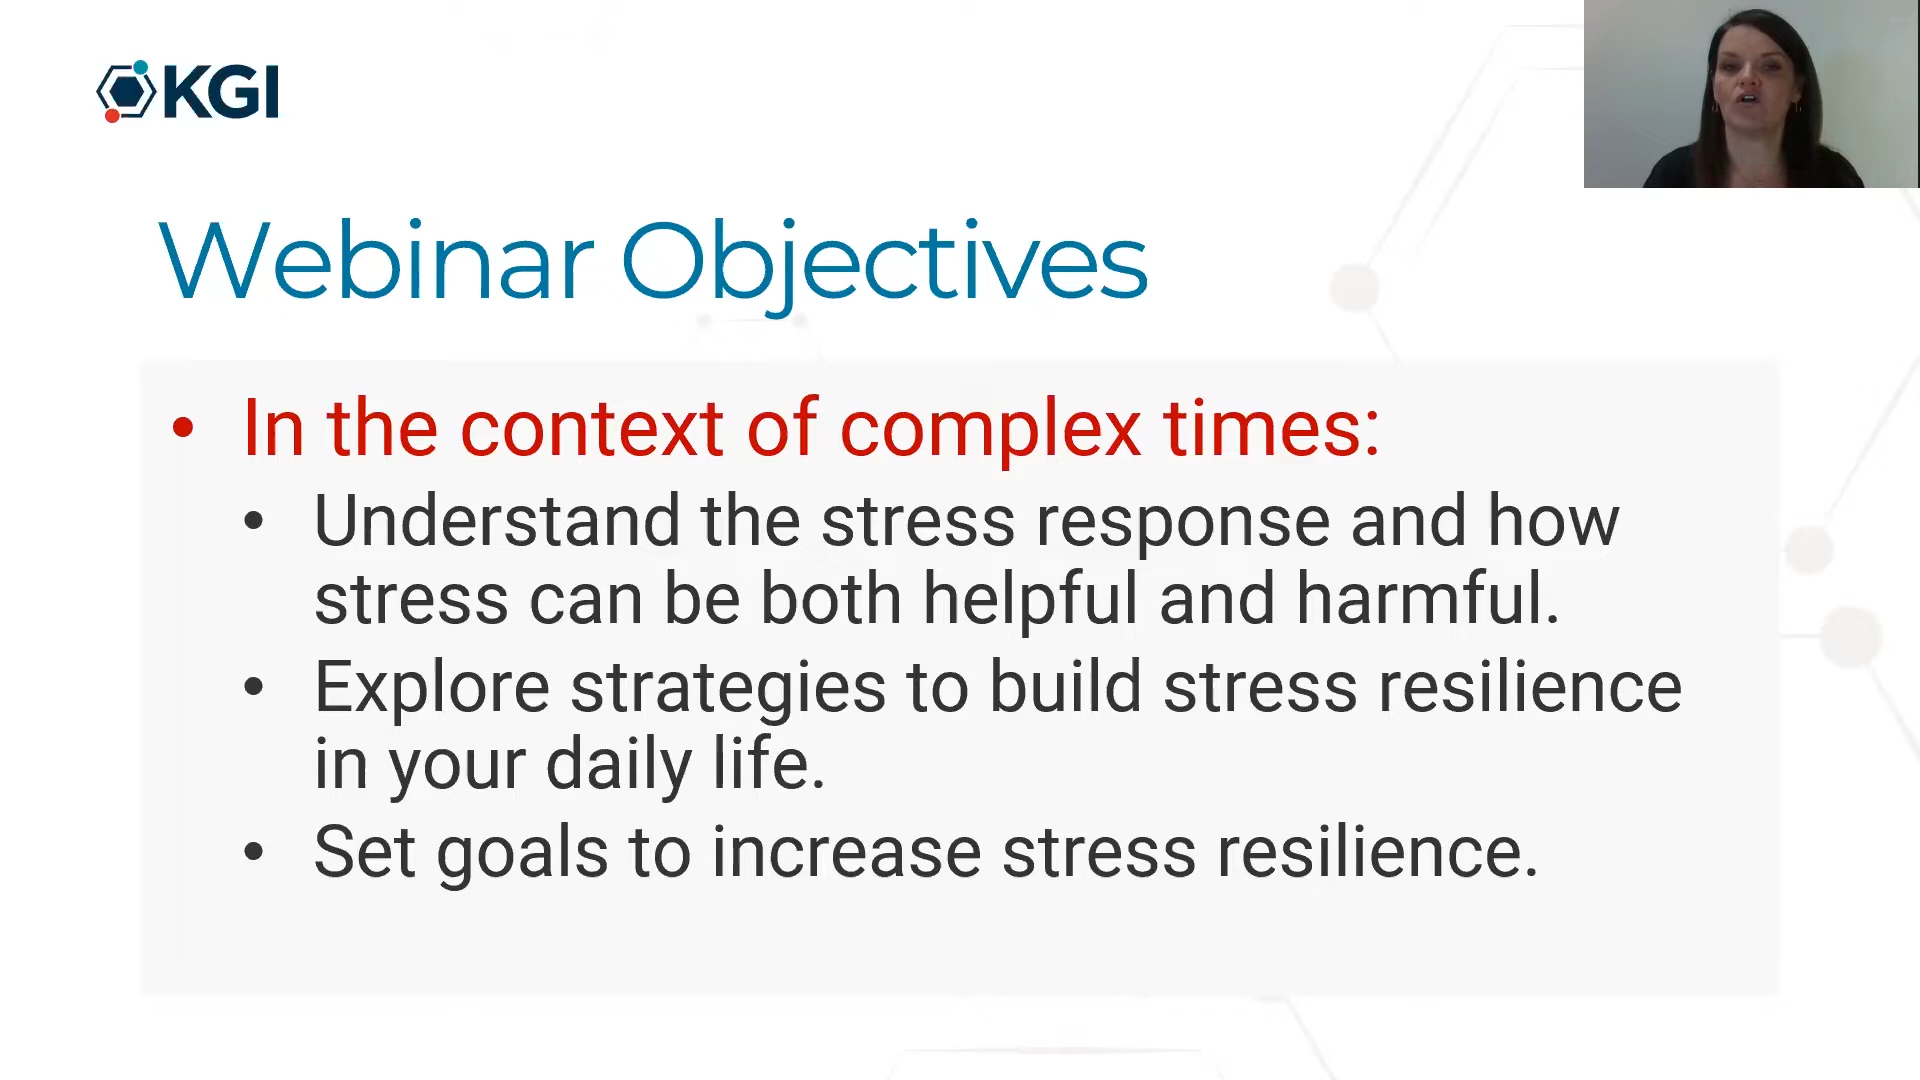 KGI
Webinar Objectives
• In the context of complex times:
• Understand the stress response and how
stress can be both helpful and harmful.
• Explore strategies to build stress resilience
in your daily life.
• Set goals to increase stress resilience.